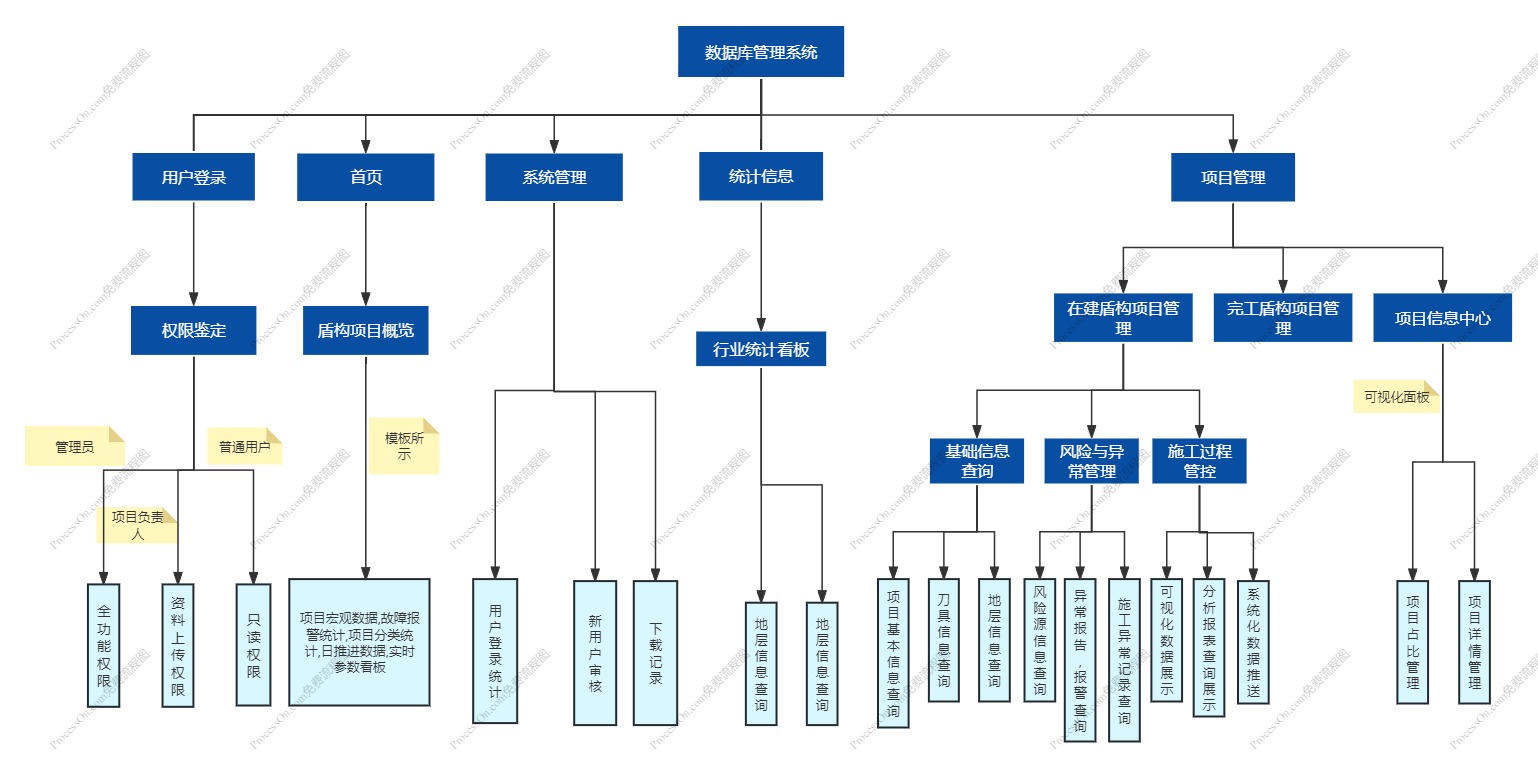 数据库管理系统
用户登录
首页
系统管理
统计信息
项目管理
权限鉴定
盾构项目概览
行业统计看板
在建盾构项目管
理
完工盾构项目管
理
项目信息中心
管理员
普通用户
项目负责
人
模板所
示
可视化面板
基础信息
查询
风险与异
常管理
施工过程
管控
全功能权限
资料上传权限
只读权限
项目宏观数据,故障报
警统计,项目分类统
计,日推进数据,实时
参数看板
用户登录统计
新用户审核
下载记录
地层信息查询
地层信息查询
项目基本信息查询
刀具信息查询
地层信息查询
风险源信息查询
异常报告,报警查询
施工异常记录查询
可视化数据展示
分析报表查询展示
系统化数据推送
项目占比管理
项目详情管理
ProcessOn.com免费流程图